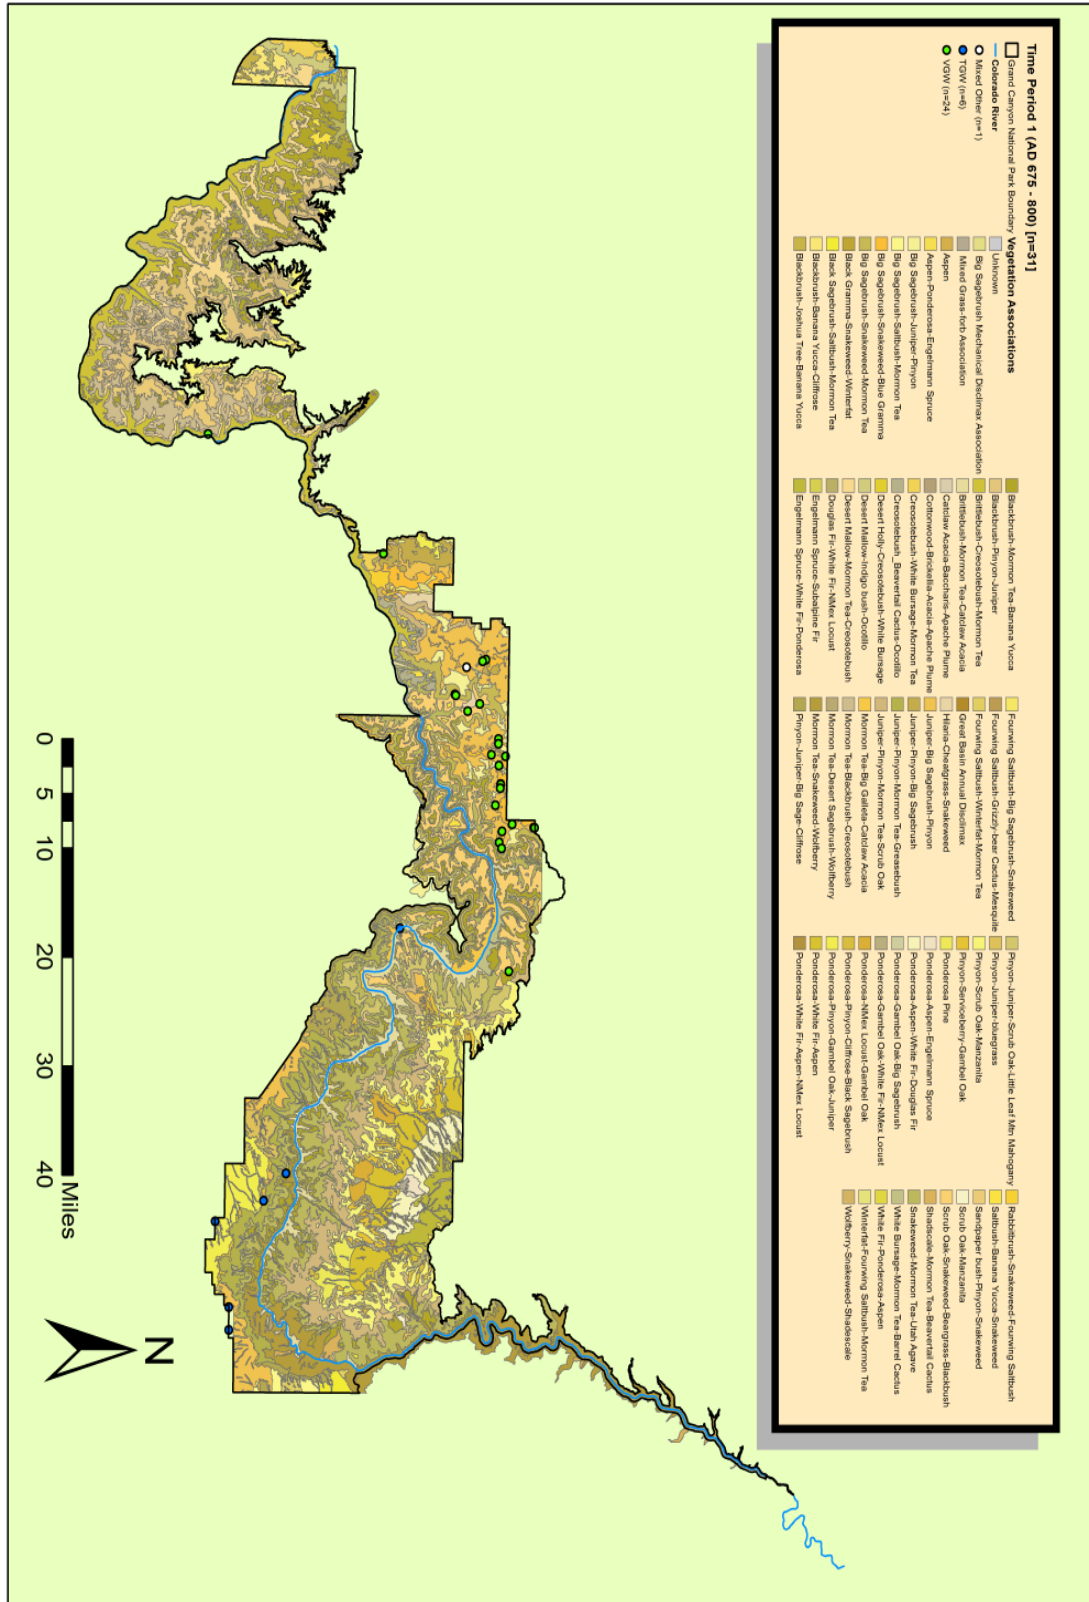 Time Period 1 (AD 675 - 800) [n=31]
Grand Canyon National Park Boundary
Colorado River
Mixed Other (n=1)
TGW (n=6)
VGW (n=24)
Vegetation Associations
Unknown
Big Sagebrush Mechanical Disclimax Association
Mixed Grass-forb Association
Aspen
Aspen-Ponderosa-Engelmann Spruce
Big Sagebrush-Juniper-Pinyon
Big Sagebrush-Saltbush-Mormon Tea
Big Sagebrush-Snakeweed-Blue Gramma
Big Sagebrush-Snakeweed-Mormon Tea
Black Gramma-Snakeweed-Winterfat
Black Sagebrush-Saltbush-Mormon Tea
Blackbrush-Banana Yucca-Cliffrose
Blackbrush-Joshua Tree-Banana Yucca
Blackbrush-Mormon Tea-Banana Yucca
Blackbrush-Pinyon-Juniper
Brittlebush-Creosotebush-Mormon Tea
Brittlebush-Mormon Tea-Catclaw Acacia
Catclaw Acacia-Baccharis-Apache Plume
Cottonwood-Brickellia-Acacia-Apache Plume
Creosotebush-White Bursage-Mormon Tea
Creosotebush_Beavertail Cactus-Ocotillo
Desert Holly-Creosotebush-White Bursage
Desert Mallow-Indigo bush-Ocotillo
Desert Mallow-Mormon Tea-Creosotebush
Douglas Fir-White Fir-NMex Locust
Engelmann Spruce-Subalpine Fir
Engelmann Spruce-White Fir-Ponderosa
Fourwing Saltbush-Big Sagebrush-Snakeweed
Fourwing Saltbush-Grizzly-bear Cactus-Mesquite
Fourwing Saltbush-Winterfat-Mormon Tea
Great Basin Annual Disclimax
Hilaria-Cheatgrass-Snakeweed
Juniper-Big Sagebrush-Pinyon
Juniper-Pinyon-Big Sagebrush
Juniper-Pinyon-Mormon Tea-Greasebush
Juniper-Pinyon-Mormon Tea-Scrub Oak
Mormon Tea-Big Galleta-Catclaw Acacia
Mormon Tea-Blackbrush-Creosotebush
Mormon Tea-Desert Sagebrush-Wolfberry
Mormon Tea-Snakeweed-Wolfberry
Pinyon-Juniper-Big Sage-Cliffrose
Pinyon-Juniper-Scrub Oak-Little Leaf Mtn Mahogany
Pinyon-Juniper-bluegrass
Pinyon-Scrub Oak-Manzanita
Pinyon-Serviceberry-Gambel Oak
Ponderosa Pine
Ponderosa-Aspen-Engelmann Spruce
Ponderosa-Aspen-White Fir-Douglas Fir
Ponderosa-Gambel Oak-Big Sagebrush
Ponderosa-Gambel Oak-White Fir-NMex Locust
Ponderosa-NMex Locust-Gambel Oak
Ponderosa-Pinyon-Cliffrose-Black Sagebrush
Ponderosa-Pinyon-Gambel Oak-Juniper
Ponderosa-White Fir-Aspen
Ponderosa-White Fir-Aspen-NMex Locust
Rabbitbrush-Snakeweed-Fourwing Saltbush
Saltbush-Banana Yucca-Snakeweed
Sandpaper bush-Pinyon-Snakeweed
Scrub Oak-Manzanita
Scrub Oak-Snakeweed-Beargrass-Blackbush
Shadscale-Mormon Tea-Beavertail Cactus
Snakeweed-Mormon Tea-Utah Agave
White Bursage-Mormon Tea-Barrel Cactus
White Fir-Ponderosa-Aspen
Winterfat-Fourwing Saltbush-Mormon Tea
Wolfberry-Snakeweed-Shadescale
0 5 10 20 30 40
Miles
N